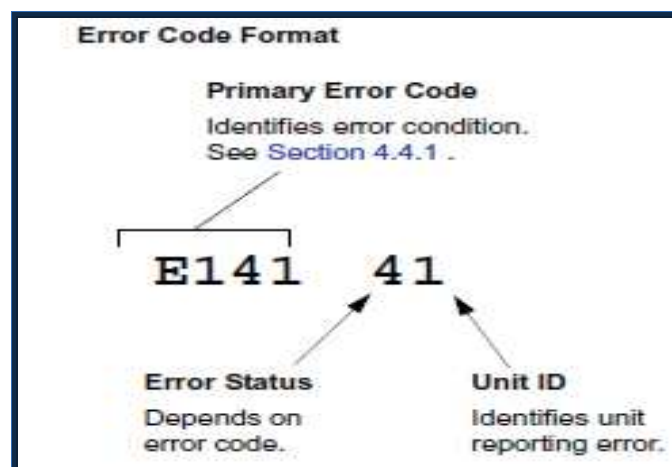 Error Code Format
Primary Error Code
Identifies error condition.
See Section 4.4.1 .
E141 41
Error Status
Depends on
error code.
Unit ID
Identifies unit
reporting error.